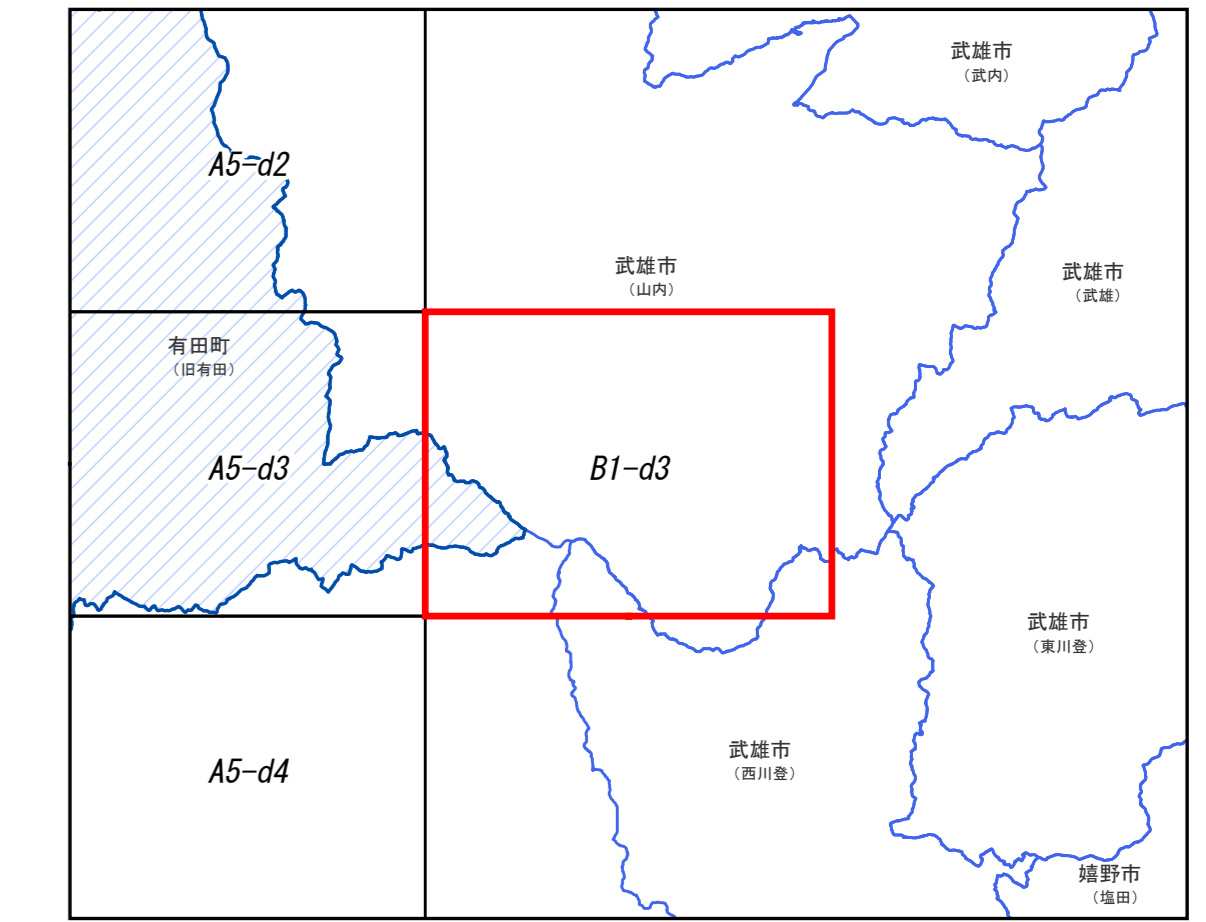 武雄市
（武内）
A5-d2
武雄市
（山内）
武雄市
（武雄）
有田町
（旧有田）
A5-d3
B1-d3
武雄市
（東川登）
武雄市
（西川登）
A5-d4
嬉野市
（塩田）